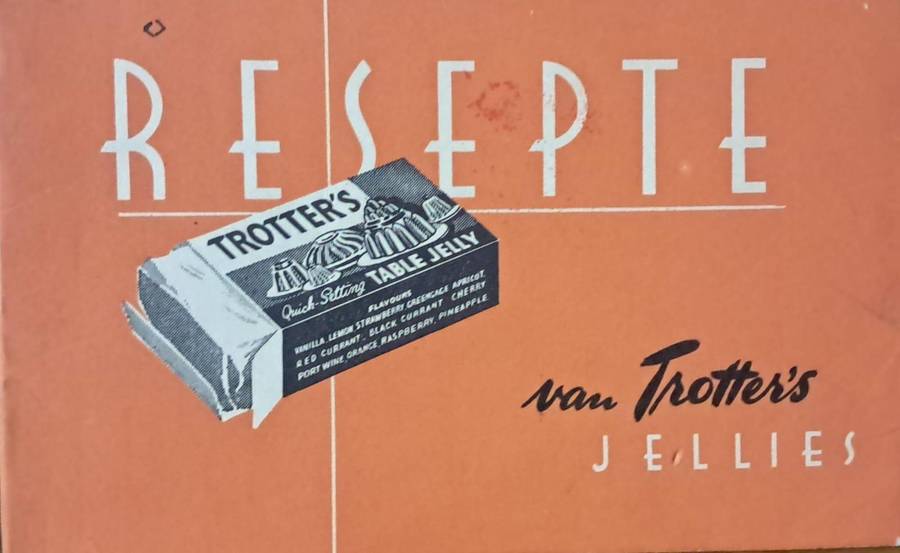 RESEPTE
TROTTER'S
Quick-Setting TABLE JELLY
FLAVOURS
VANILLA, LEMON, STRAWBERRY, GREENGAGE, APRICOT,
RED CURRANT, BLACK CURRANT, CHERRY
PORT WINE, ORANGE, RASPBERRY, PINEAPPLE.
van Trotter's
JELLIES